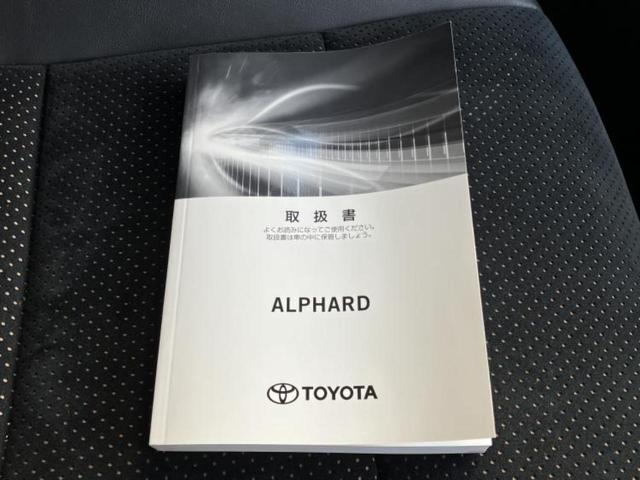 取扱書
よくお読みになってご使用ください。
取扱書は車の中に保管しましょう。
ALPHARD
TOYOTA